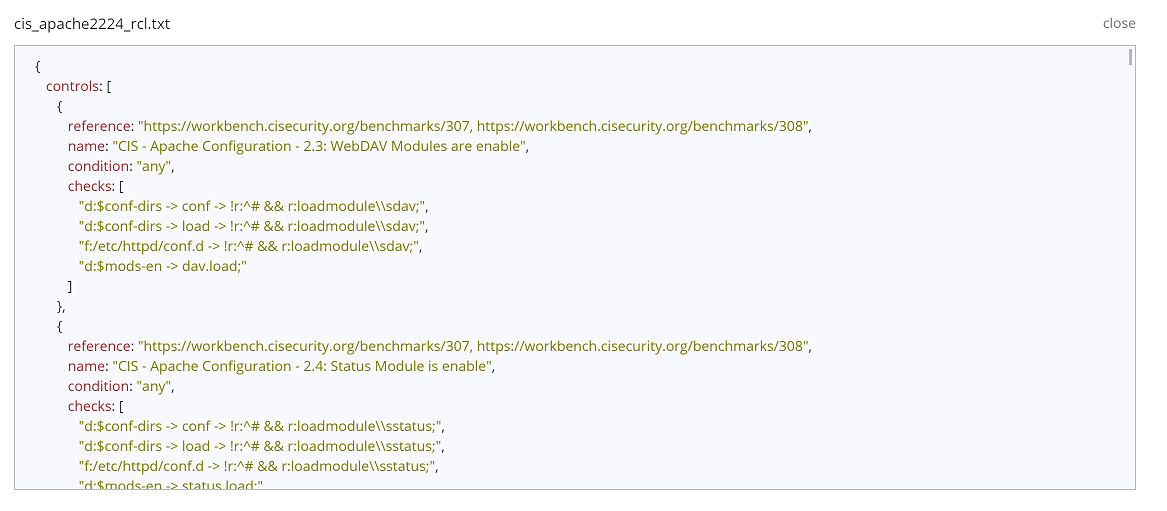 cis_apache2224_rcl.txt
close
{
controls: [
{
reference: "https://workbench.cisecurity.org/benchmarks/307, https://workbench.cisecurity.org/benchmarks/308",
name: "CIS - Apache Configuration - 2.3: WebDAV Modules are enable",
condition: "any",
checks: [
"d:$conf-dirs -> conf -> !r:^# && r:loadmodule\\sdav;",
"d:$conf-dirs -> load -> !r:^# && r:loadmodule\\sdav;",
"f:/etc/httpd/conf.d -> !r:^# && r:loadmodule\\sdav;",
"d:$mods-en -> dav.load;"
]
},
{
reference: "https://workbench.cisecurity.org/benchmarks/307, https://workbench.cisecurity.org/benchmarks/308",
name: "CIS - Apache Configuration - 2.4: Status Module is enable",
condition: "any",
checks: [
"d:$conf-dirs -> conf -> !r:^# && r:loadmodule\\sstatus;",
"d:$conf-dirs -> load -> !r:^# && r:loadmodule\\sstatus;",
"f:/etc/httpd/conf.d -> !r:^# && r:loadmodule\\sstatus;",
"d:$mods-en -> status.load;"